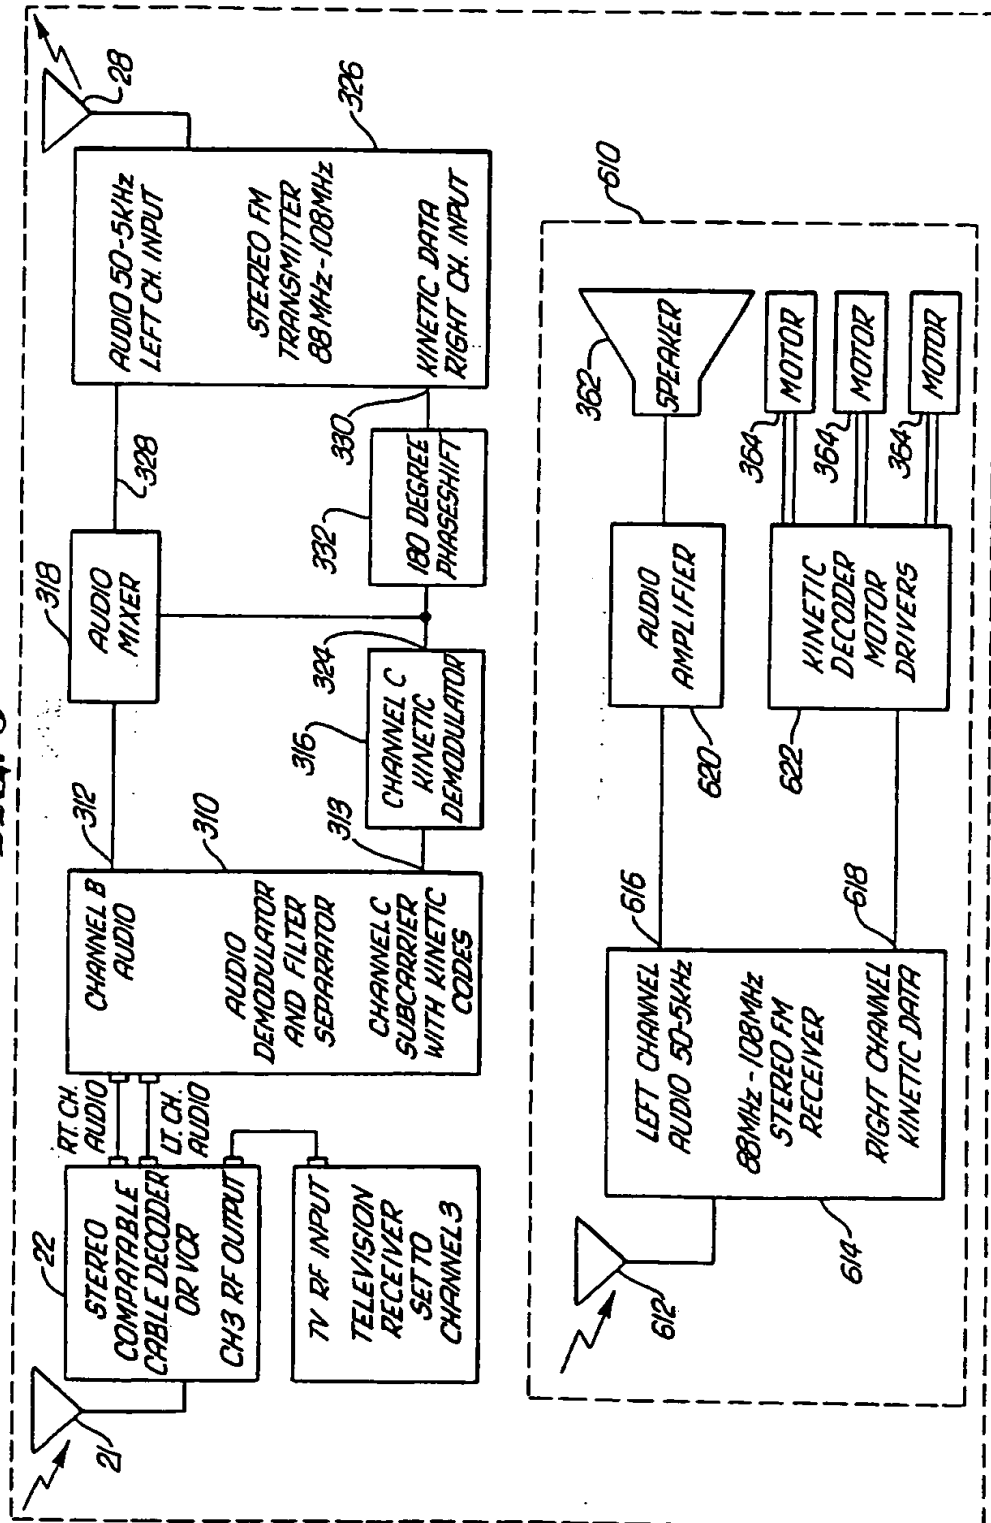 21
22
STEREO
COMPATABLE
CABLE DECODER
OR VCR
CH3 RF OUTPUT
RT. CH.
AUDIO
LT. CH.
AUDIO
TV RF INPUT
TELEVISION
RECEIVER
SET TO
CHANNEL 3
CHANNEL B
AUDIO
AUDIO
DEMODULATOR
AND FILTER
SEPARATOR
CHANNEL C
SUBCARRIER
WITH KINETIC
CODES
312
310
313
316
CHANNEL C
KINETIC
DEMODULATOR
324
318
AUDIO
MIXER
328
332
180 DEGREE
PHASESHIFT
330
AUDIO 50-5KHz
LEFT CH. INPUT
STEREO FM
TRANSMITTER
88 MHz-108MHz
KINETIC DATA
RIGHT CH. INPUT
28
326
612
614
LEFT CHANNEL
AUDIO 50-5KHz
88MHz-108MHz
STEREO FM
RECEIVER
RIGHT CHANNEL
KINETIC DATA
616
618
AUDIO
AMPLIFIER
620
622
KINETIC
DECODER
MOTOR
DRIVERS
362
SPEAKER
364
MOTOR
364
MOTOR
364
MOTOR
610